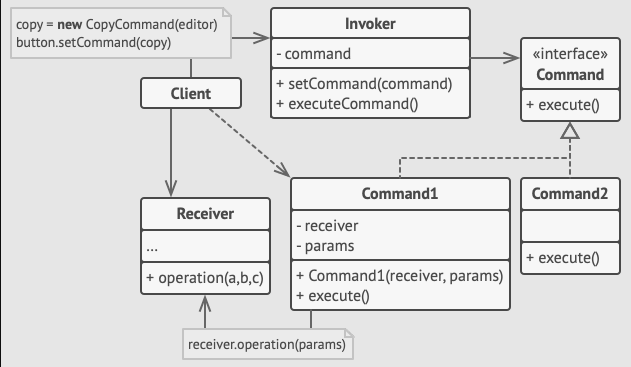 copy = new CopyCommand(editor)
button.setCommand(copy)
Invoker
- command
+ setCommand(command)
+ executeCommand()
«interface»
Command
+ execute()
Client
Receiver
...
+ operation(a,b,c)
Command1
- receiver
- params
+ Command1(receiver, params)
+ execute()
Command2
+ execute()
receiver.operation(params)